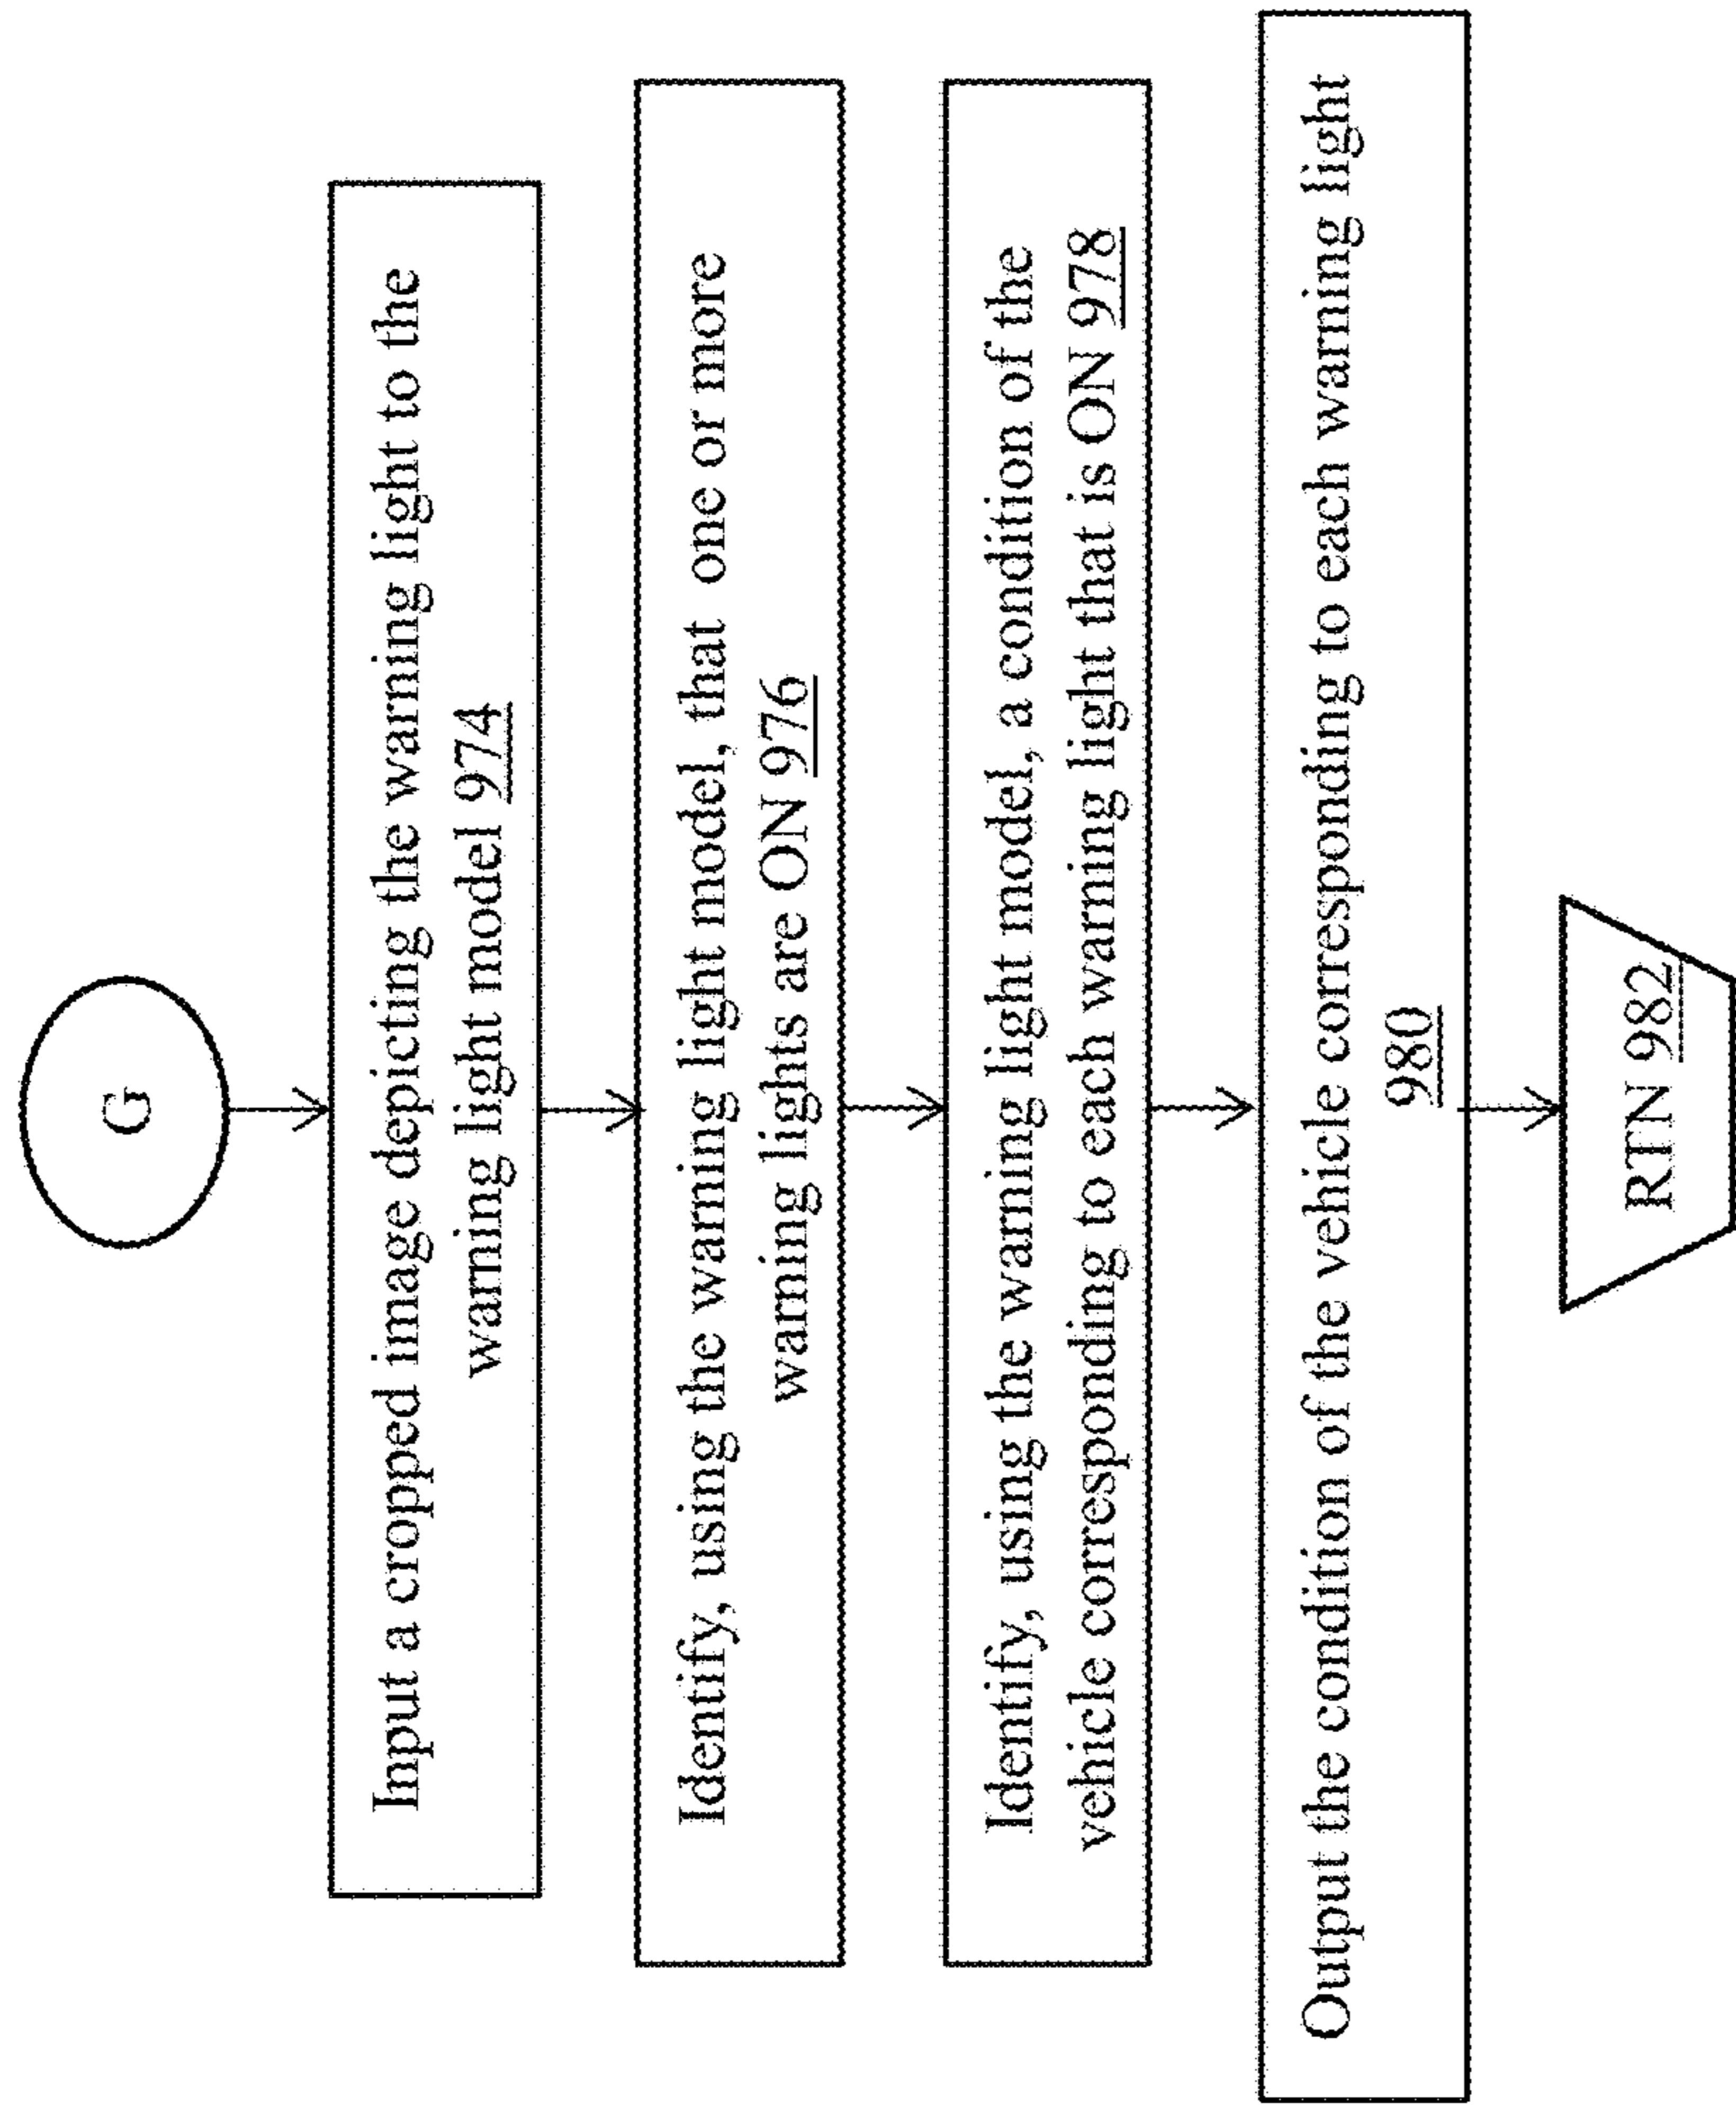 G
Input a cropped image depicting the warning light to the
warning light model 974
Identify, using the warning light model, that one or more
warning lights are ON 976
Identify, using the warning light model, a condition of the
vehicle corresponding to each warning light that is ON 978
Output the condition of the vehicle corresponding to each warning light
980
RTN 982